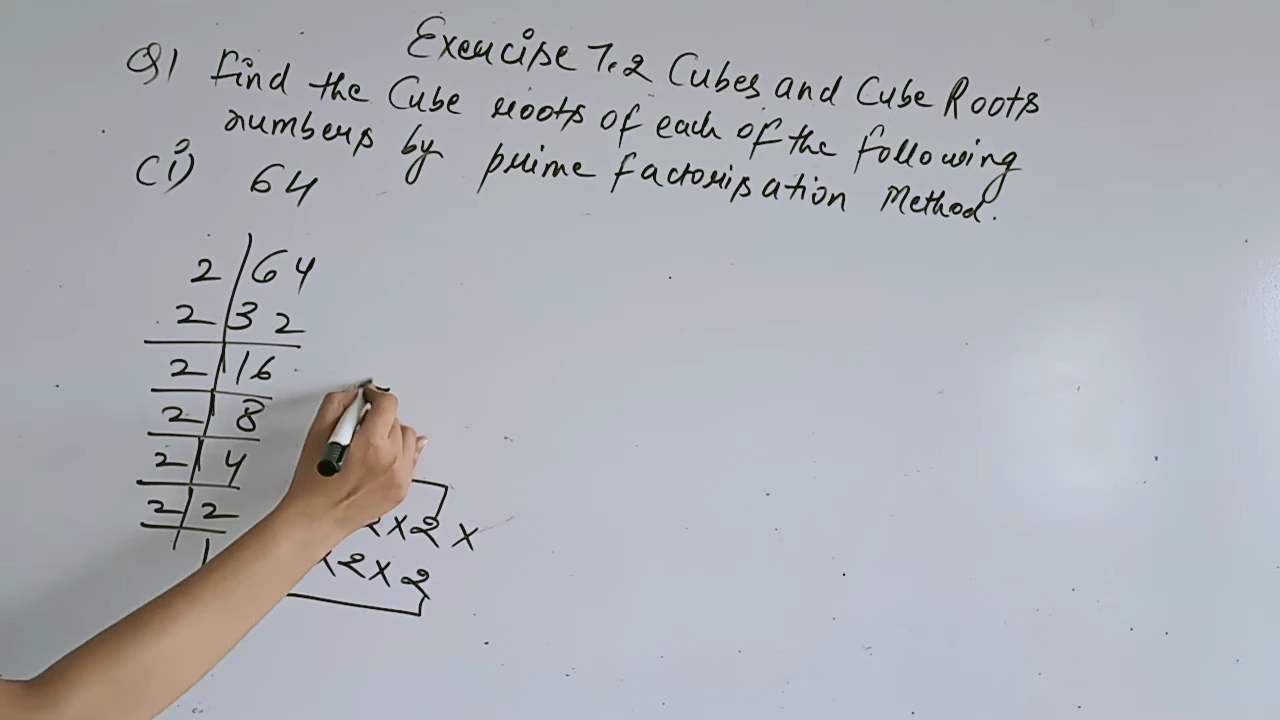 Exercise 7.2 Cubes and Cube Roots
Q1 Find the Cube roots of each of the following
numbers by prime factorisation Method.
(i) 64
2 | 64
2 | 32
2 | 16
2 | 8
2 | 4
2 | 2
1
2 × 2 ×
× 2 × 2